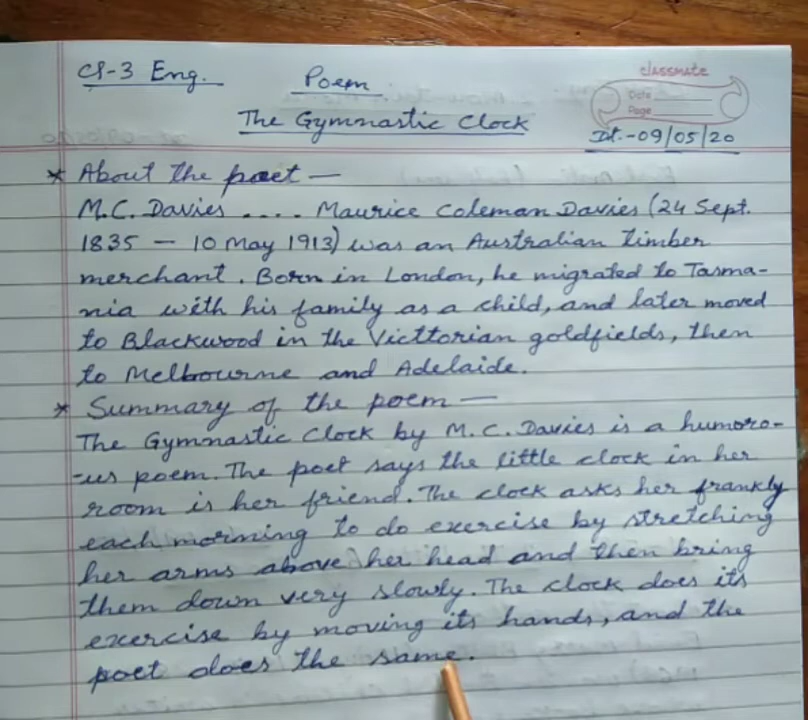 Cl-3 Eng. Poem
classmate
Date
Page
The Gymnastic Clock
Dt.-09/05/20
* About the poet —
M.C. Davies .... Maurice Coleman Davies (24 Sept.
1835 — 10 May 1913) was an Australian timber
merchant. Born in London, he migrated to Tasma-
nia with his family as a child, and later moved
to Blackwood in the Victtorian goldfields, then
to Melbourne and Adelaide.
* Summary of the poem —
The Gymnastic Clock by M.C. Davies is a humoro-
-us poem. The poet says the little clock in her
room is her friend. The clock asks her frankly
each morning to do exercise by stretching
her arms above her head and then bring
them down very slowly. The clock does its
exercise by moving its hands, and the
poet does the same.